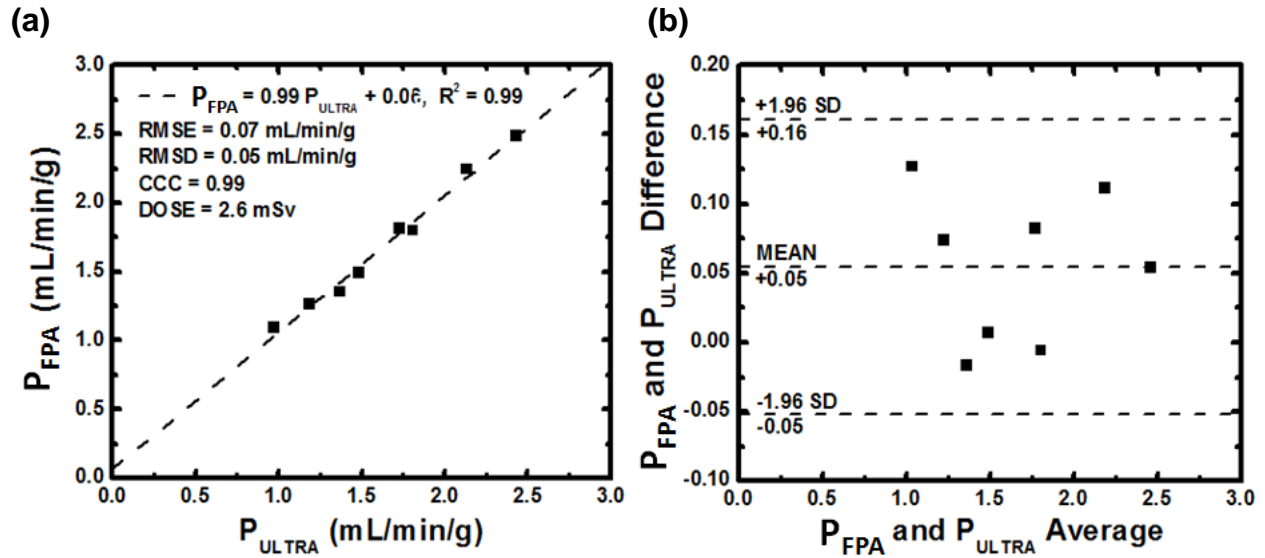 (a)
3.0
2.5
2.0
1.5
1.0
0.5
0.0
P_FPA (mL/min/g)
P_FPA = 0.99 P_ULTRA + 0.06, R² = 0.99
RMSE = 0.07 mL/min/g
RMSD = 0.05 mL/min/g
CCC = 0.99
DOSE = 2.6 mSv
0.0 0.5 1.0 1.5 2.0 2.5 3.0
P_ULTRA (mL/min/g)
(b)
0.20
0.15
0.10
0.05
0.00
-0.05
-0.10
P_FPA and P_ULTRA Difference
+1.96 SD
+0.16
MEAN
+0.05
-1.96 SD
-0.05
0.0 0.5 1.0 1.5 2.0 2.5 3.0
P_FPA and P_ULTRA Average